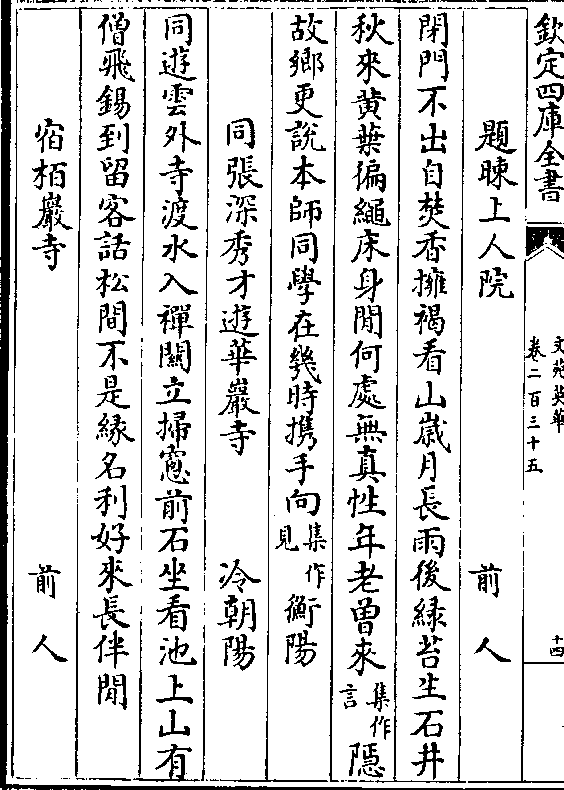 欽定四庫全書
文苑英華
卷二百三十五
十四
題暕上人院 前人
閉門不出自焚香擁褐看山歲月長雨後緑苔生石井
秋來黄葉徧繩床身閒何處無真性年老曽來集作言隠
故鄉更說本師同學在幾時携手向集作見衡陽
同張深秀才遊華巖寺 冷朝陽
同遊雲外寺渡水入禪關立掃窻前石坐看池上山有
僧飛錫到留客話松間不是緣名利好來長伴閒
宿栢巖寺 前人